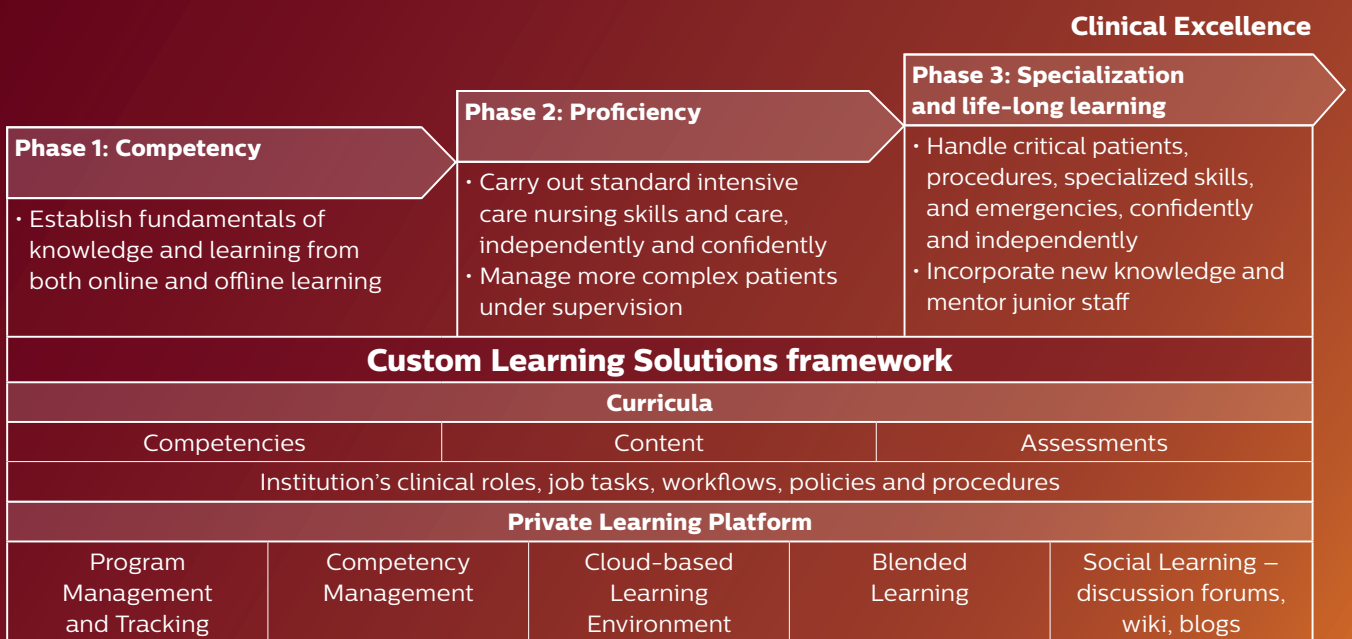 Clinical Excellence
Phase 1: Competency
• Establish fundamentals of
knowledge and learning from
both online and offline learning
Phase 2: Proficiency
• Carry out standard intensive
care nursing skills and care,
independently and confidently
• Manage more complex patients
under supervision
Phase 3: Specialization
and life-long learning
• Handle critical patients,
procedures, specialized skills,
and emergencies, confidently
and independently
• Incorporate new knowledge and
mentor junior staff
Custom Learning Solutions framework
Curricula
Competencies
Content
Assessments
Institution’s clinical roles, job tasks, workflows, policies and procedures
Private Learning Platform
Program
Management
and Tracking
Competency
Management
Cloud-based
Learning
Environment
Blended
Learning
Social Learning –
discussion forums,
wiki, blogs